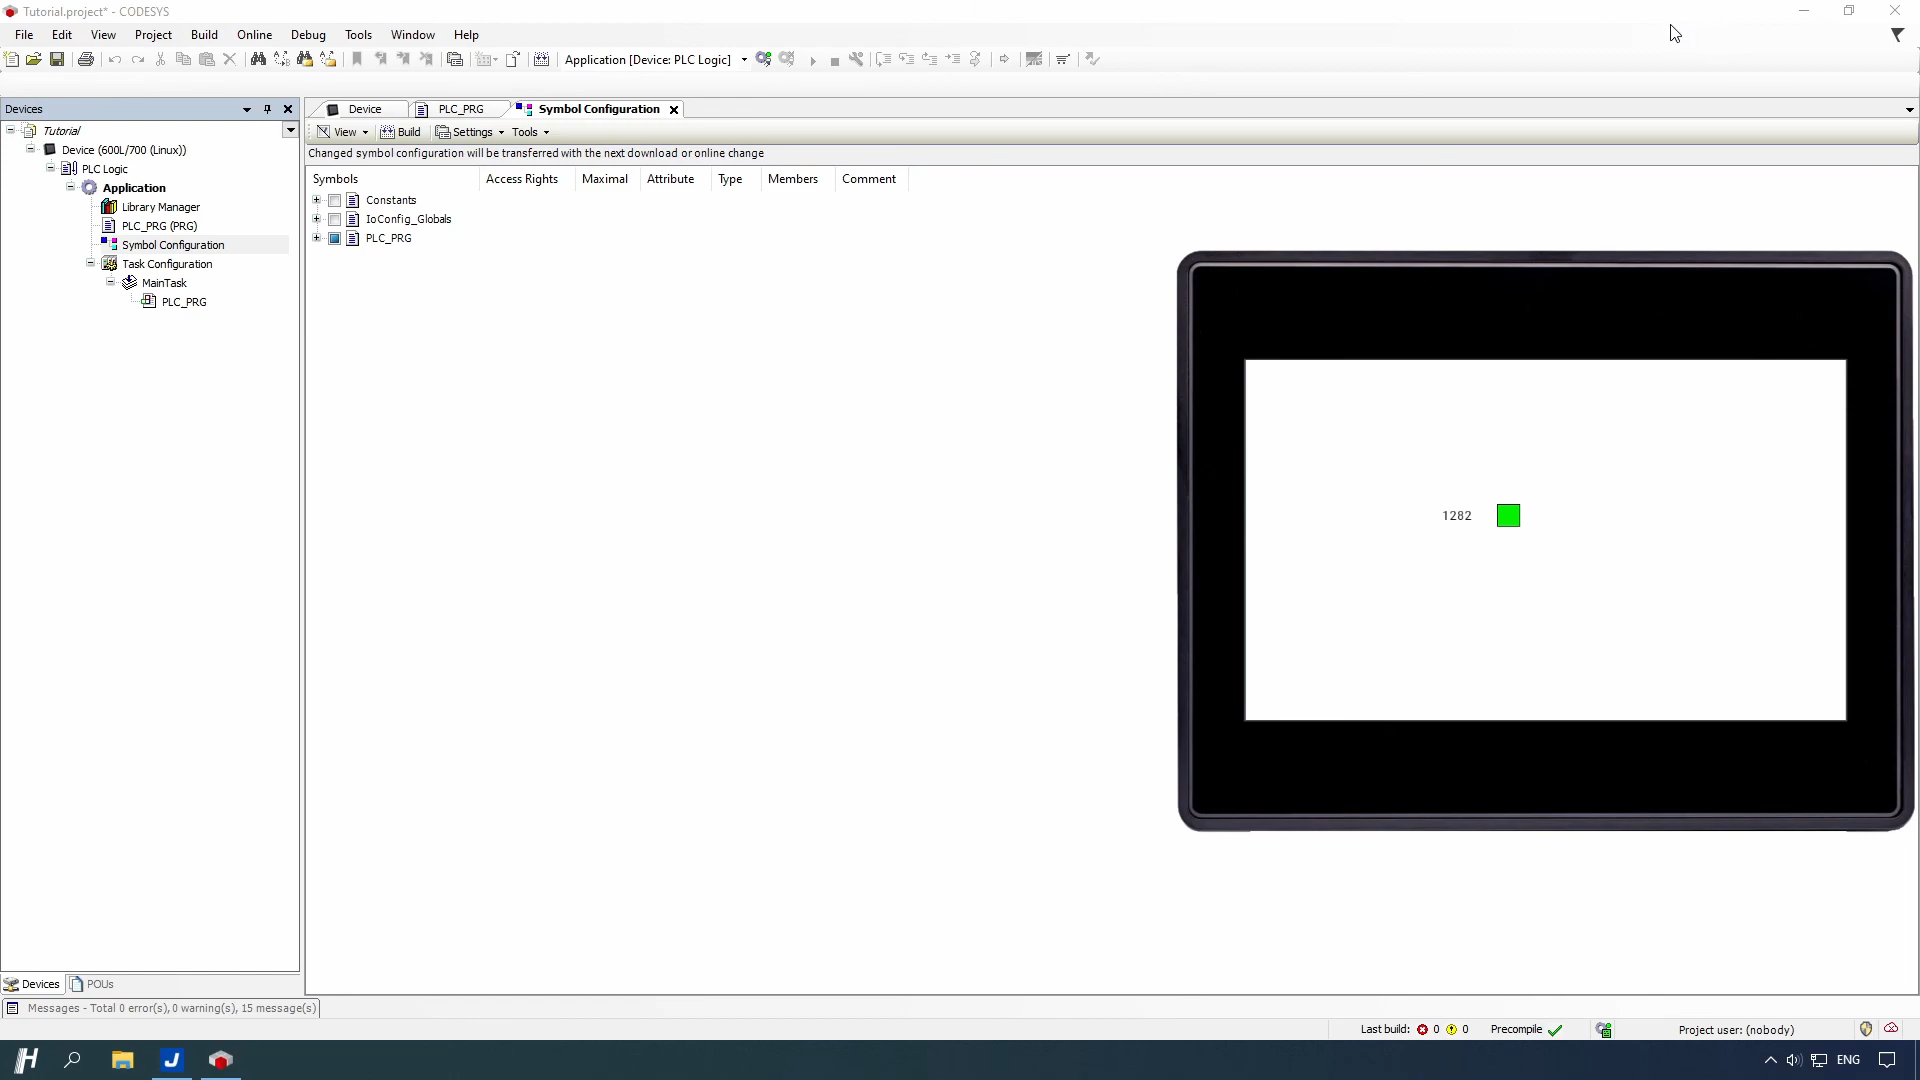 Tutorial.project* - CODESYS
File Edit View Project Build Online Debug Tools Window Help
Application [Device: PLC Logic]
Devices
Device PLC_PRG Symbol Configuration
Tutorial
View Build Settings Tools
Device (600L/700 (Linux))
Changed symbol configuration will be transferred with the next download or online change
PLC Logic
Symbols Access Rights Maximal Attribute Type Members Comment
Application
Constants
Library Manager
IoConfig_Globals
PLC_PRG (PRG)
PLC_PRG
Symbol Configuration
Task Configuration
MainTask
PLC_PRG
1282
Devices POUs
Messages - Total 0 error(s), 0 warning(s), 15 message(s)
Last build: 0 0 Precompile Project user: (nobody)
ENG